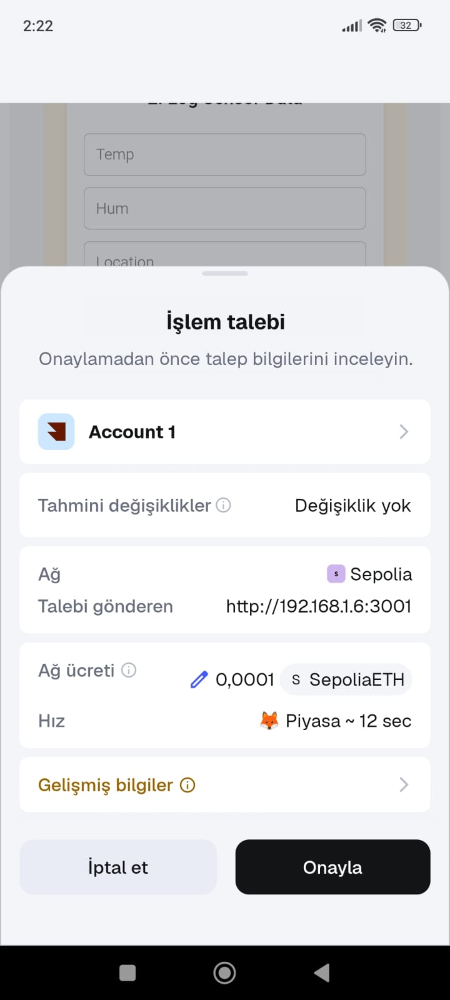 2:22
32
Temp
Hum
Location
İşlem talebi
Onaylamadan önce talep bilgilerini inceleyin.
Account 1
Tahmini değişiklikler
Değişiklik yok
Ağ
S Sepolia
Talebi gönderen
http://192.168.1.6:3001
Ağ ücreti
0,0001 S SepoliaETH
Hız
Piyasa ~ 12 sec
Gelişmiş bilgiler
İptal et
Onayla